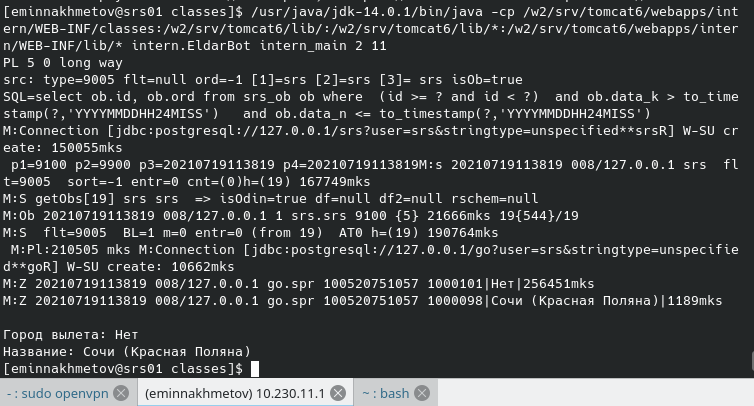 [eminnakhmetov@srs01 classes]$ /usr/java/jdk-14.0.1/bin/java -cp /w2/srv/tomcat6/webapps/int
ern/WEB-INF/classes:/w2/srv/tomcat6/lib/:/w2/srv/tomcat6/lib/*:/w2/srv/tomcat6/webapps/inter
n/WEB-INF/lib/* intern.EldarBot intern_main 2 11
PL 5 0 long way
src: type=9005 flt=null ord=-1 [1]=srs [2]=srs [3]= srs isOb=true
SQL=select ob.id, ob.ord from srs_ob ob where  (id >= ? and id < ?)  and ob.data_k > to_time
stamp(?,'YYYYMMDDHH24MISS')   and ob.data_n <= to_timestamp(?,'YYYYMMDDHH24MISS')
M:Connection [jdbc:postgresql://127.0.0.1/srs?user=srs&stringtype=unspecified**srsR] W-SU cr
eate: 150055mks
 p1=9100 p2=9900 p3=20210719113819 p4=20210719113819M:s 20210719113819 008/127.0.0.1 srs  fl
t=9005  sort=-1 entr=0 cnt=(0)h=(19) 167749mks
M:S getObs[19] srs srs  => isOdin=true df=null df2=null rschem=null
M:Ob 20210719113819 008/127.0.0.1 1 srs.srs 9100 {5} 21666mks 19{544}/19
M:S  flt=9005  BL=1 m=0 entr=0 (from 19)  AT0 h=(19) 190764mks
 M:Pl:210505 mks M:Connection [jdbc:postgresql://127.0.0.1/go?user=srs&stringtype=unspecifie
d**goR] W-SU create: 10662mks
M:Z 20210719113819 008/127.0.0.1 go.spr 100520751057 1000101|Нет|256451mks
M:Z 20210719113819 008/127.0.0.1 go.spr 100520751057 1000098|Сочи (Красная Поляна)|1189mks
Город вылета: Нет
Название: Сочи (Красная Поляна)
[eminnakhmetov@srs01 classes]$
- : sudo openvpn (eminnakhmetov) 10.230.11.1 ~ : bash